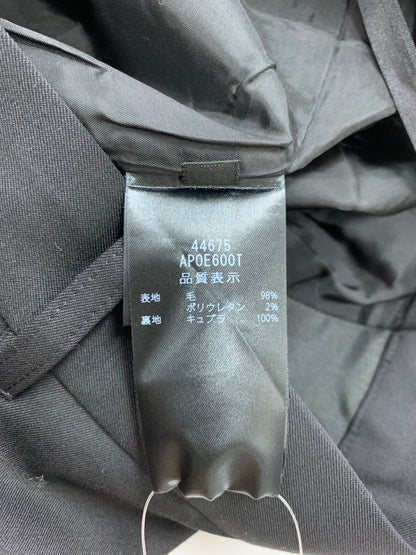 44675
APOE600T
品質表示
表地 毛 98%
ポリウレタン 2%
裏地 キュプラ 100%